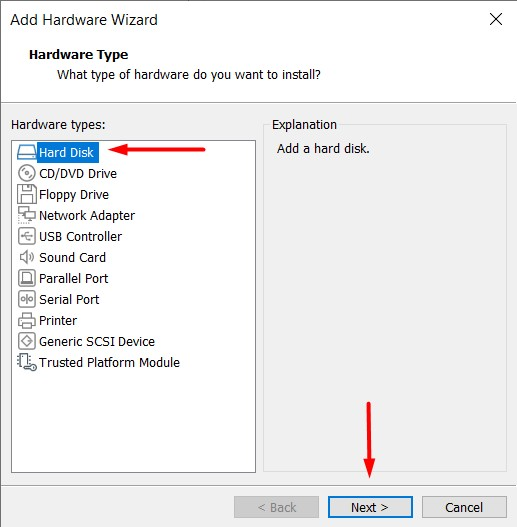 Add Hardware Wizard
Hardware Type
What type of hardware do you want to install?
Hardware types:
Hard Disk
CD/DVD Drive
Floppy Drive
Network Adapter
USB Controller
Sound Card
Parallel Port
Serial Port
Printer
Generic SCSI Device
Trusted Platform Module
Explanation
Add a hard disk.
< Back
Next >
Cancel